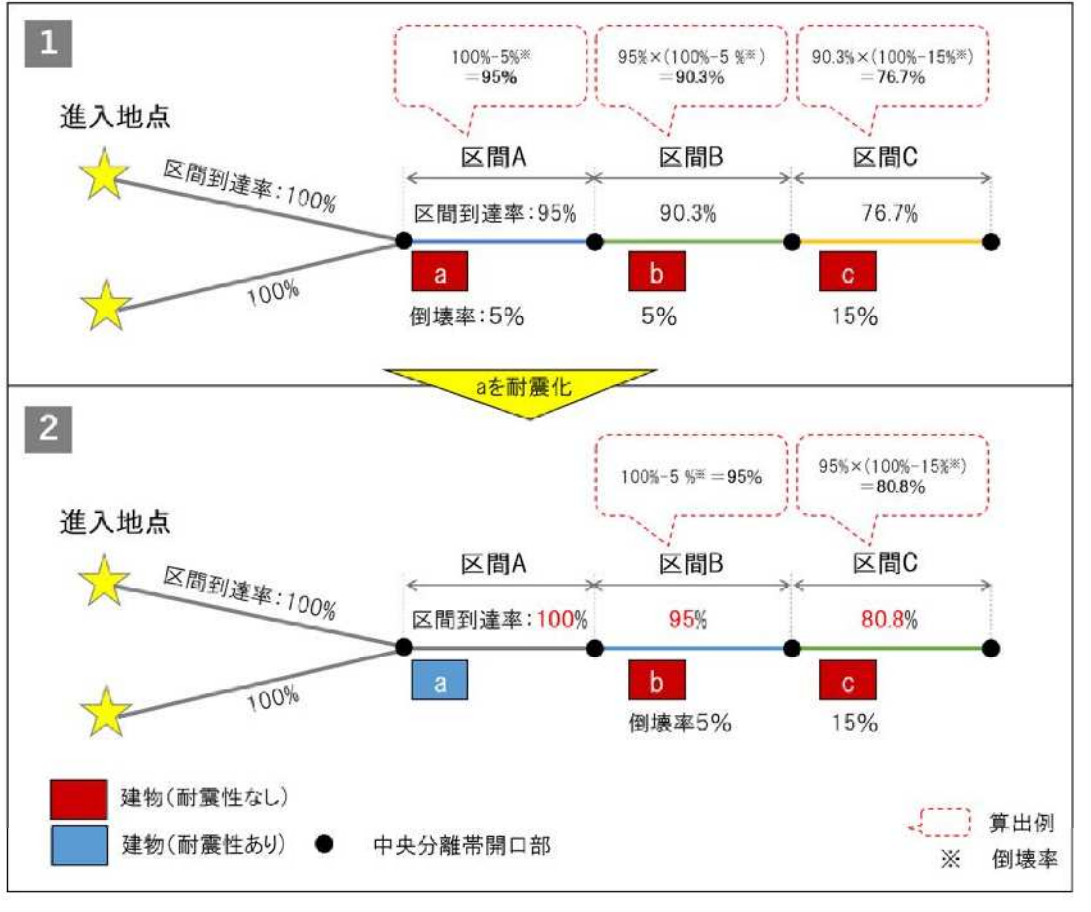 1
100%-5%※
=95%
95%×(100%-5 %※)
=90.3%
90.3%×(100%-15%※)
=76.7%
進入地点
区間A
区間B
区間C
区間到達率:100%
区間到達率:95%
90.3%
76.7%
100%
a
b
c
倒壊率:5%
5%
15%
aを耐震化
2
100%-5 %※=95%
95%×(100%-15%※)
=80.8%
進入地点
区間A
区間B
区間C
区間到達率:100%
区間到達率:100%
95%
80.8%
100%
a
b
c
倒壊率5%
15%
建物(耐震性なし)
建物(耐震性あり)
中央分離帯開口部
算出例
※ 倒壊率